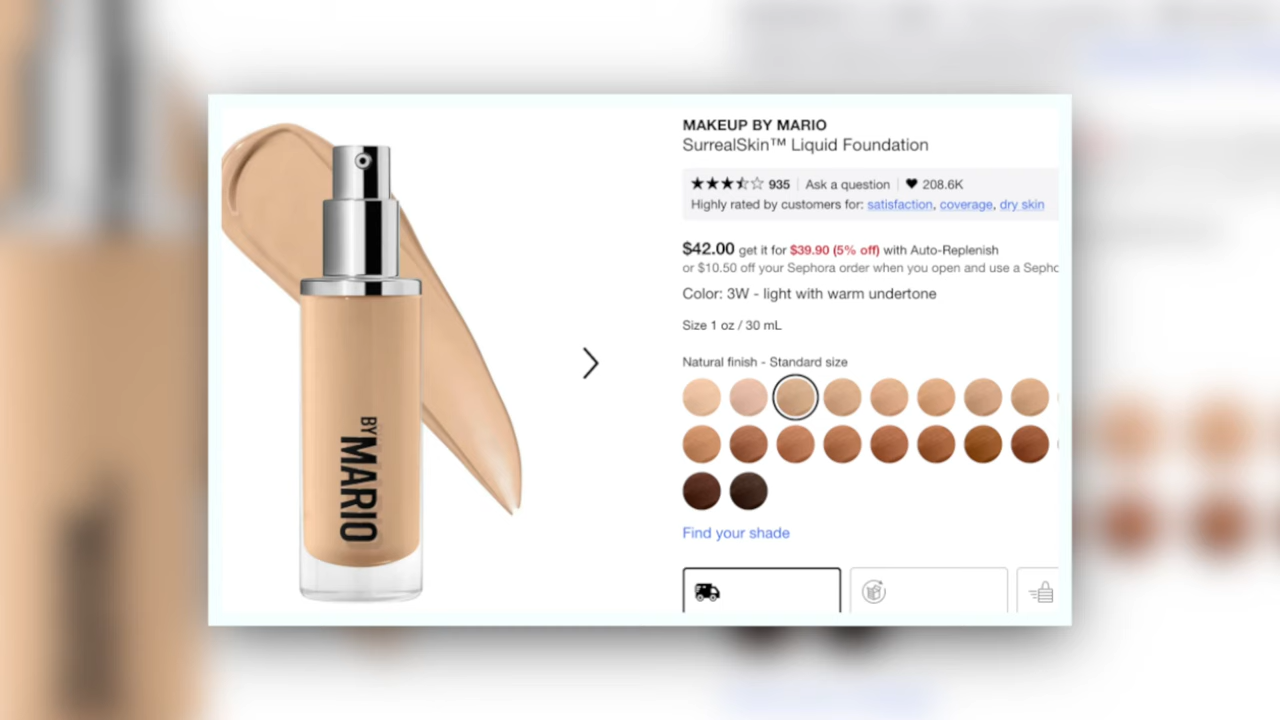 BY MARIO
MAKEUP BY MARIO
SurrealSkin™ Liquid Foundation
935 Ask a question 208.6K
Highly rated by customers for: satisfaction, coverage, dry skin
$42.00 get it for $39.90 (5% off) with Auto-Replenish
or $10.50 off your Sephora order when you open and use a Sepho
Color: 3W - light with warm undertone
Size 1 oz / 30 mL
Natural finish - Standard size
Find your shade